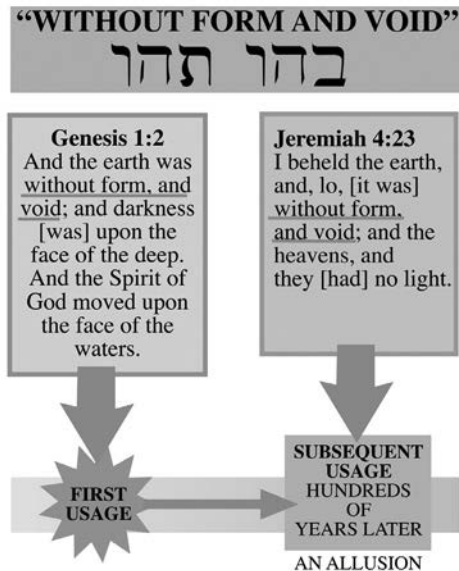 “WITHOUT FORM AND VOID”
בהו תהו
Genesis 1:2
And the earth was
without form, and
void; and darkness
[was] upon the
face of the deep.
And the Spirit of
God moved upon
the face of the
waters.
Jeremiah 4:23
I beheld the earth,
and, lo, [it was]
without form,
and void; and the
heavens, and
they [had] no light.
FIRST
USAGE
SUBSEQUENT
USAGE
HUNDREDS
OF
YEARS LATER
AN ALLUSION